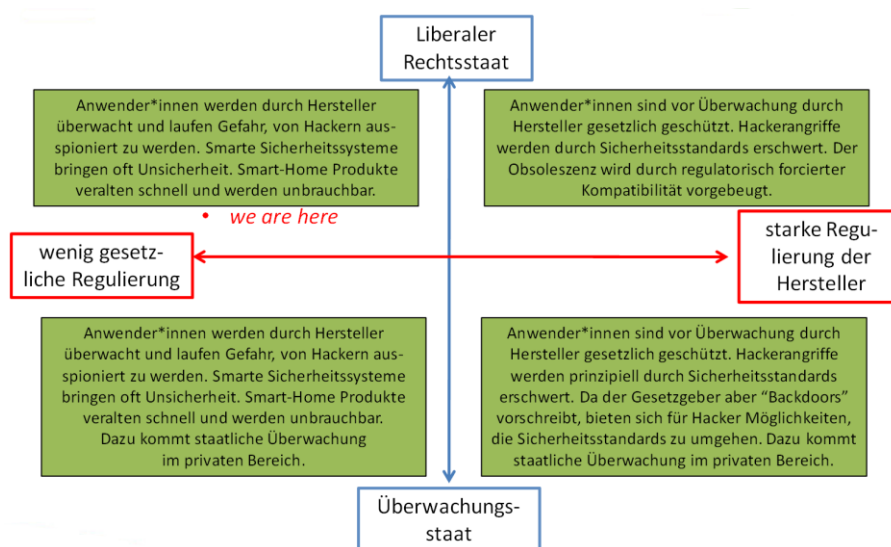 Liberaler
Rechtsstaat
Anwender*innen werden durch Hersteller
überwacht und laufen Gefahr, von Hackern aus-
spioniert zu werden. Smarte Sicherheitssysteme
bringen oft Unsicherheit. Smart-Home Produkte
veralten schnell und werden unbrauchbar.
Anwender*innen sind vor Überwachung durch
Hersteller gesetzlich geschützt. Hackerangriffe
werden durch Sicherheitsstandards erschwert. Der
Obsoleszenz wird durch regulatorisch forcierter
Kompatibilität vorgebeugt.
• we are here
wenig gesetz-
liche Regulierung
starke Regu-
lierung der
Hersteller
Anwender*innen werden durch Hersteller
überwacht und laufen Gefahr, von Hackern aus-
spioniert zu werden. Smarte Sicherheitssysteme
bringen oft Unsicherheit. Smart-Home Produkte
veralten schnell und werden unbrauchbar.
Dazu kommt staatliche Überwachung
im privaten Bereich.
Anwender*innen sind vor Überwachung durch
Hersteller gesetzlich geschützt. Hackerangriffe
werden prinzipiell durch Sicherheitsstandards
erschwert. Da der Gesetzgeber aber “Backdoors”
vorschreibt, bieten sich für Hacker Möglichkeiten,
die Sicherheitsstandards zu umgehen. Dazu kommt
staatliche Überwachung im privaten Bereich.
Überwachungs-
staat